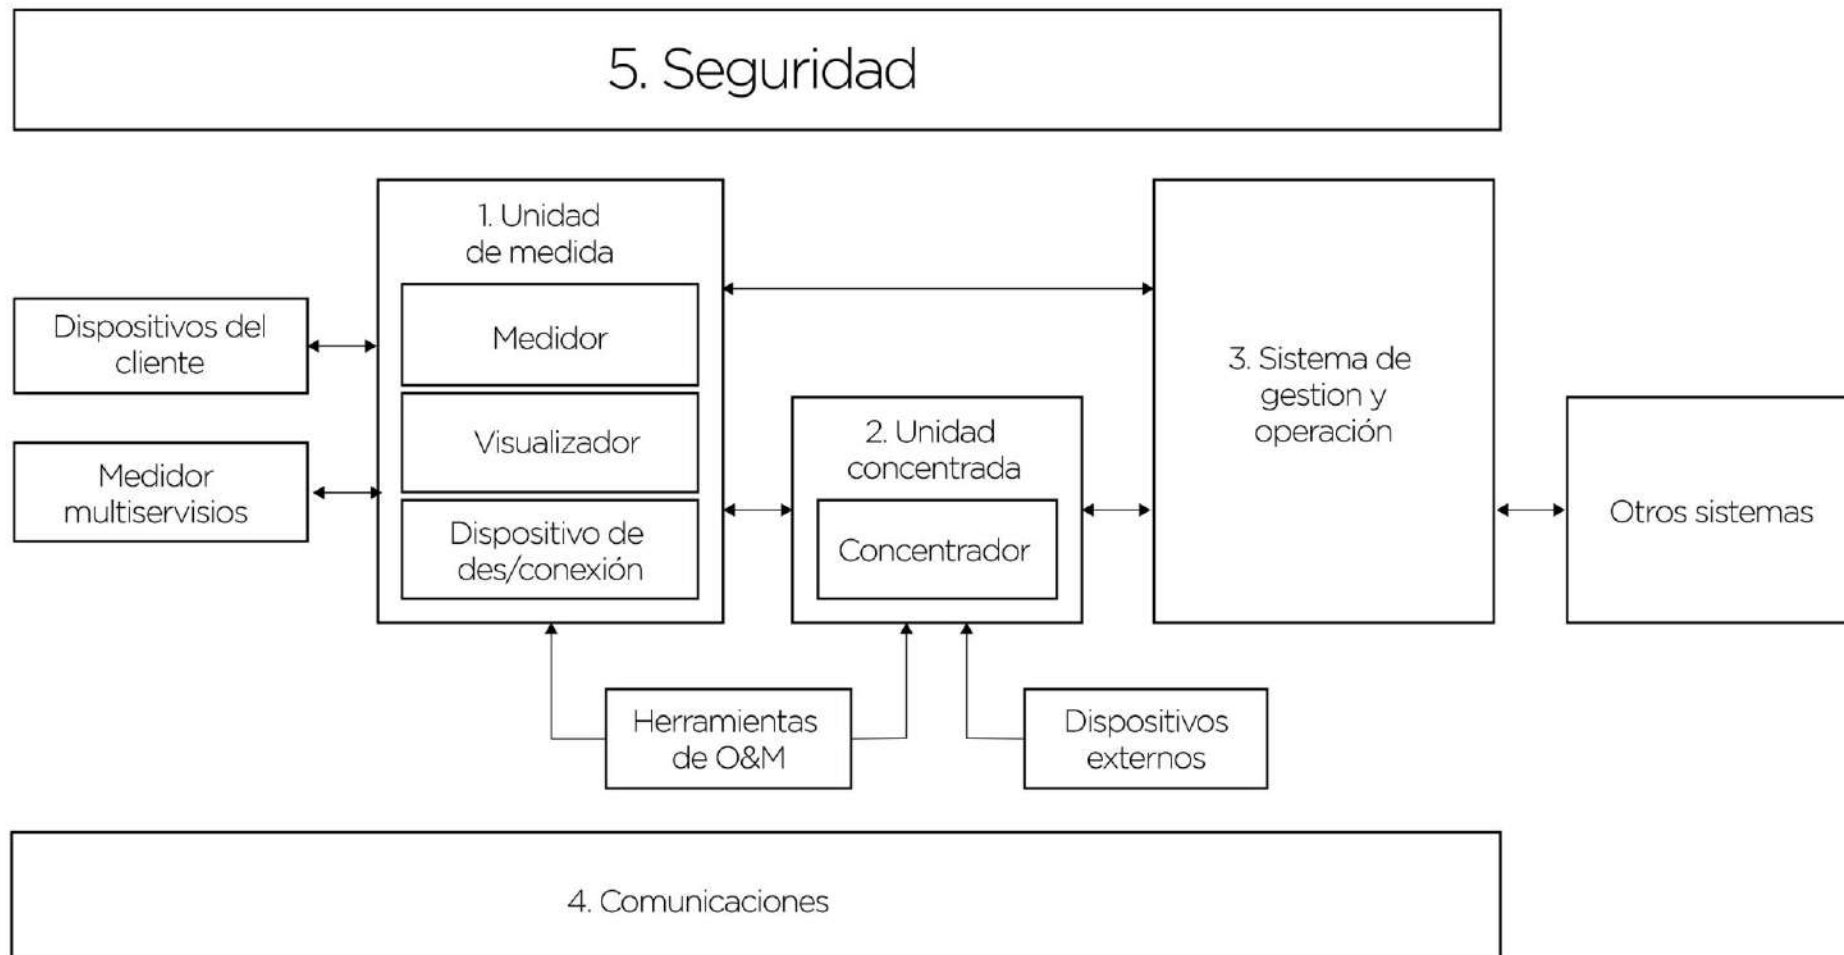 5. Seguridad
1. Unidad
de medida
Dispositivos del
cliente
Medidor
Medidor
multiservisios
Visualizador
Dispositivo de
des/conexión
2. Unidad
concentrada
Concentrador
3. Sistema de
gestion y
operación
Otros sistemas
Herramientas
de O&M
Dispositivos
externos
4. Comunicaciones